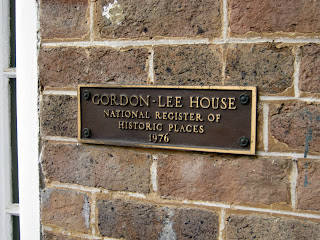 GORDON-LEE HOUSE
NATIONAL REGISTER OF
HISTORIC PLACES
1976